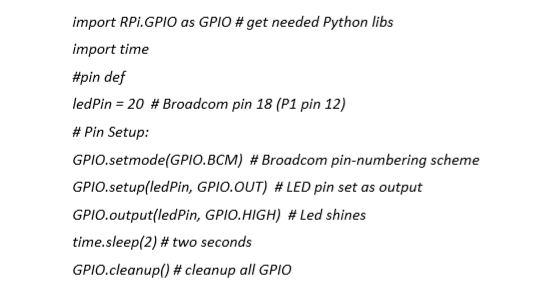 import RPi.GPIO as GPIO # get needed Python libs
import time
#pin def
ledPin = 20  # Broadcom pin 18 (P1 pin 12)
# Pin Setup:
GPIO.setmode(GPIO.BCM)  # Broadcom pin-numbering scheme
GPIO.setup(ledPin, GPIO.OUT)  # LED pin set as output
GPIO.output(ledPin, GPIO.HIGH)  # Led shines
time.sleep(2) # two seconds
GPIO.cleanup() # cleanup all GPIO